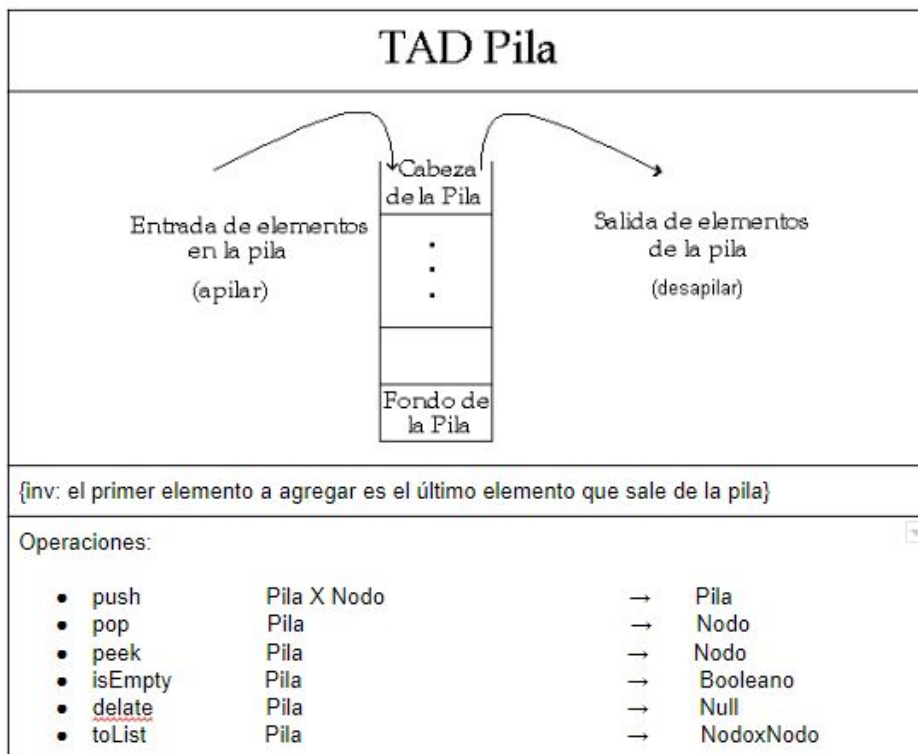 TAD Pila
Cabeza
de la Pila
Entrada de elementos
en la pila
(apilar)
Salida de elementos
de la pila
(desapilar)
Fondo de
la Pila
{inv: el primer elemento a agregar es el último elemento que sale de la pila}
Operaciones:
• push Pila X Nodo → Pila
• pop Pila → Nodo
• peek Pila → Nodo
• isEmpty Pila → Booleano
• delate Pila → Null
• toList Pila → NodoxNodo